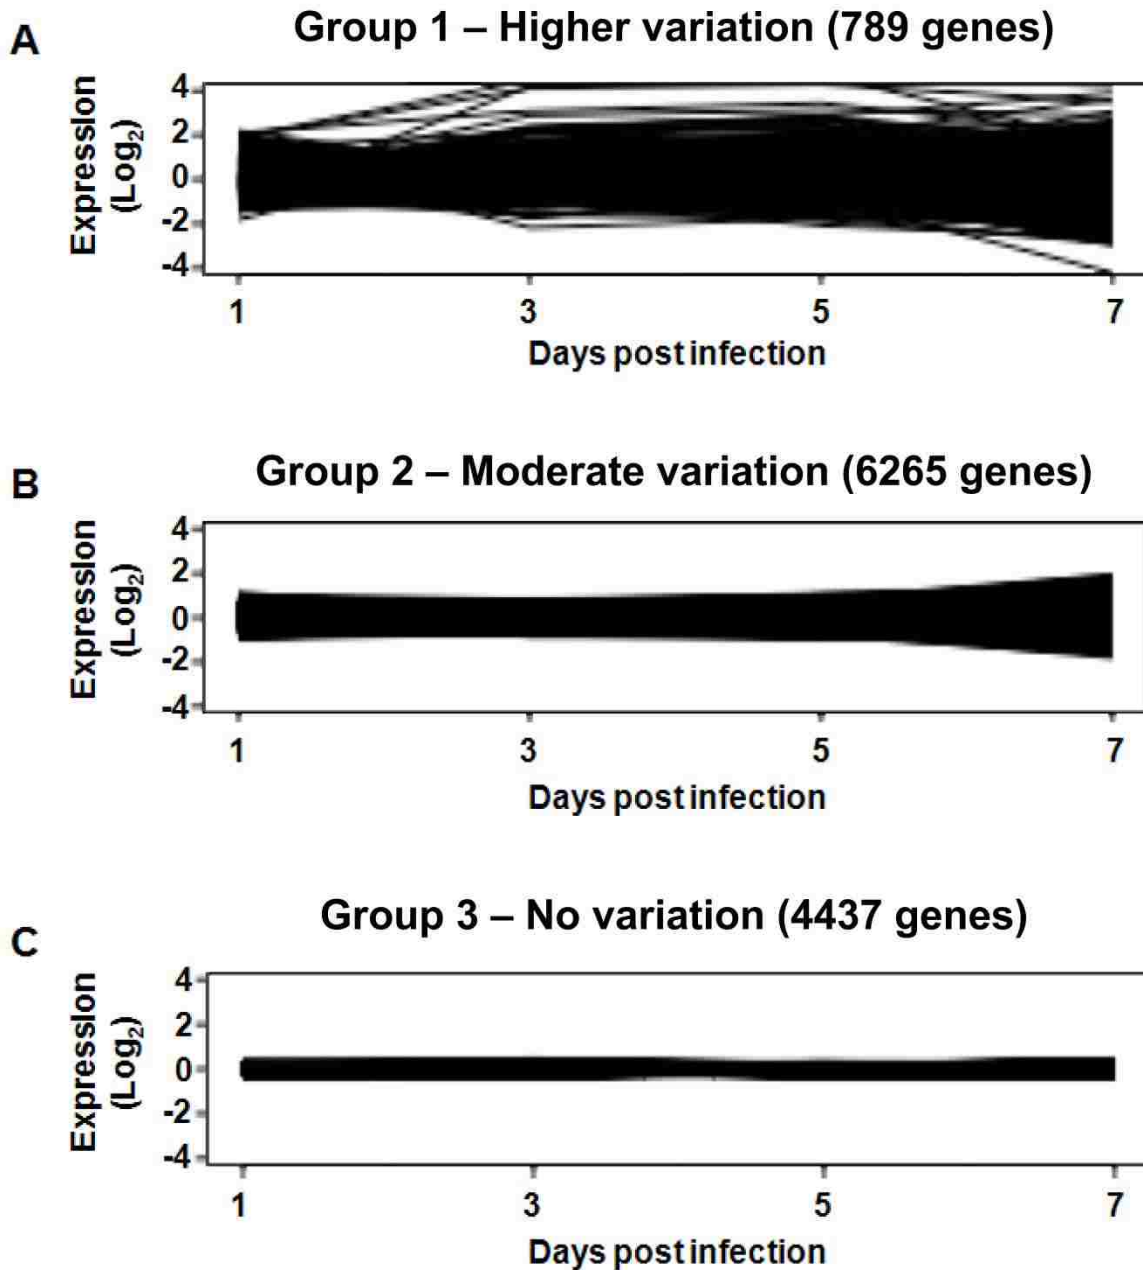 A
Group 1 – Higher variation (789 genes)
Expression
(Log₂)
4
2
0
-2
-4
1 3 5 7
Days post infection
B
Group 2 – Moderate variation (6265 genes)
Expression
(Log₂)
4
2
0
-2
-4
1 3 5 7
Days post infection
C
Group 3 – No variation (4437 genes)
Expression
(Log₂)
4
2
0
-2
-4
1 3 5 7
Days post infection